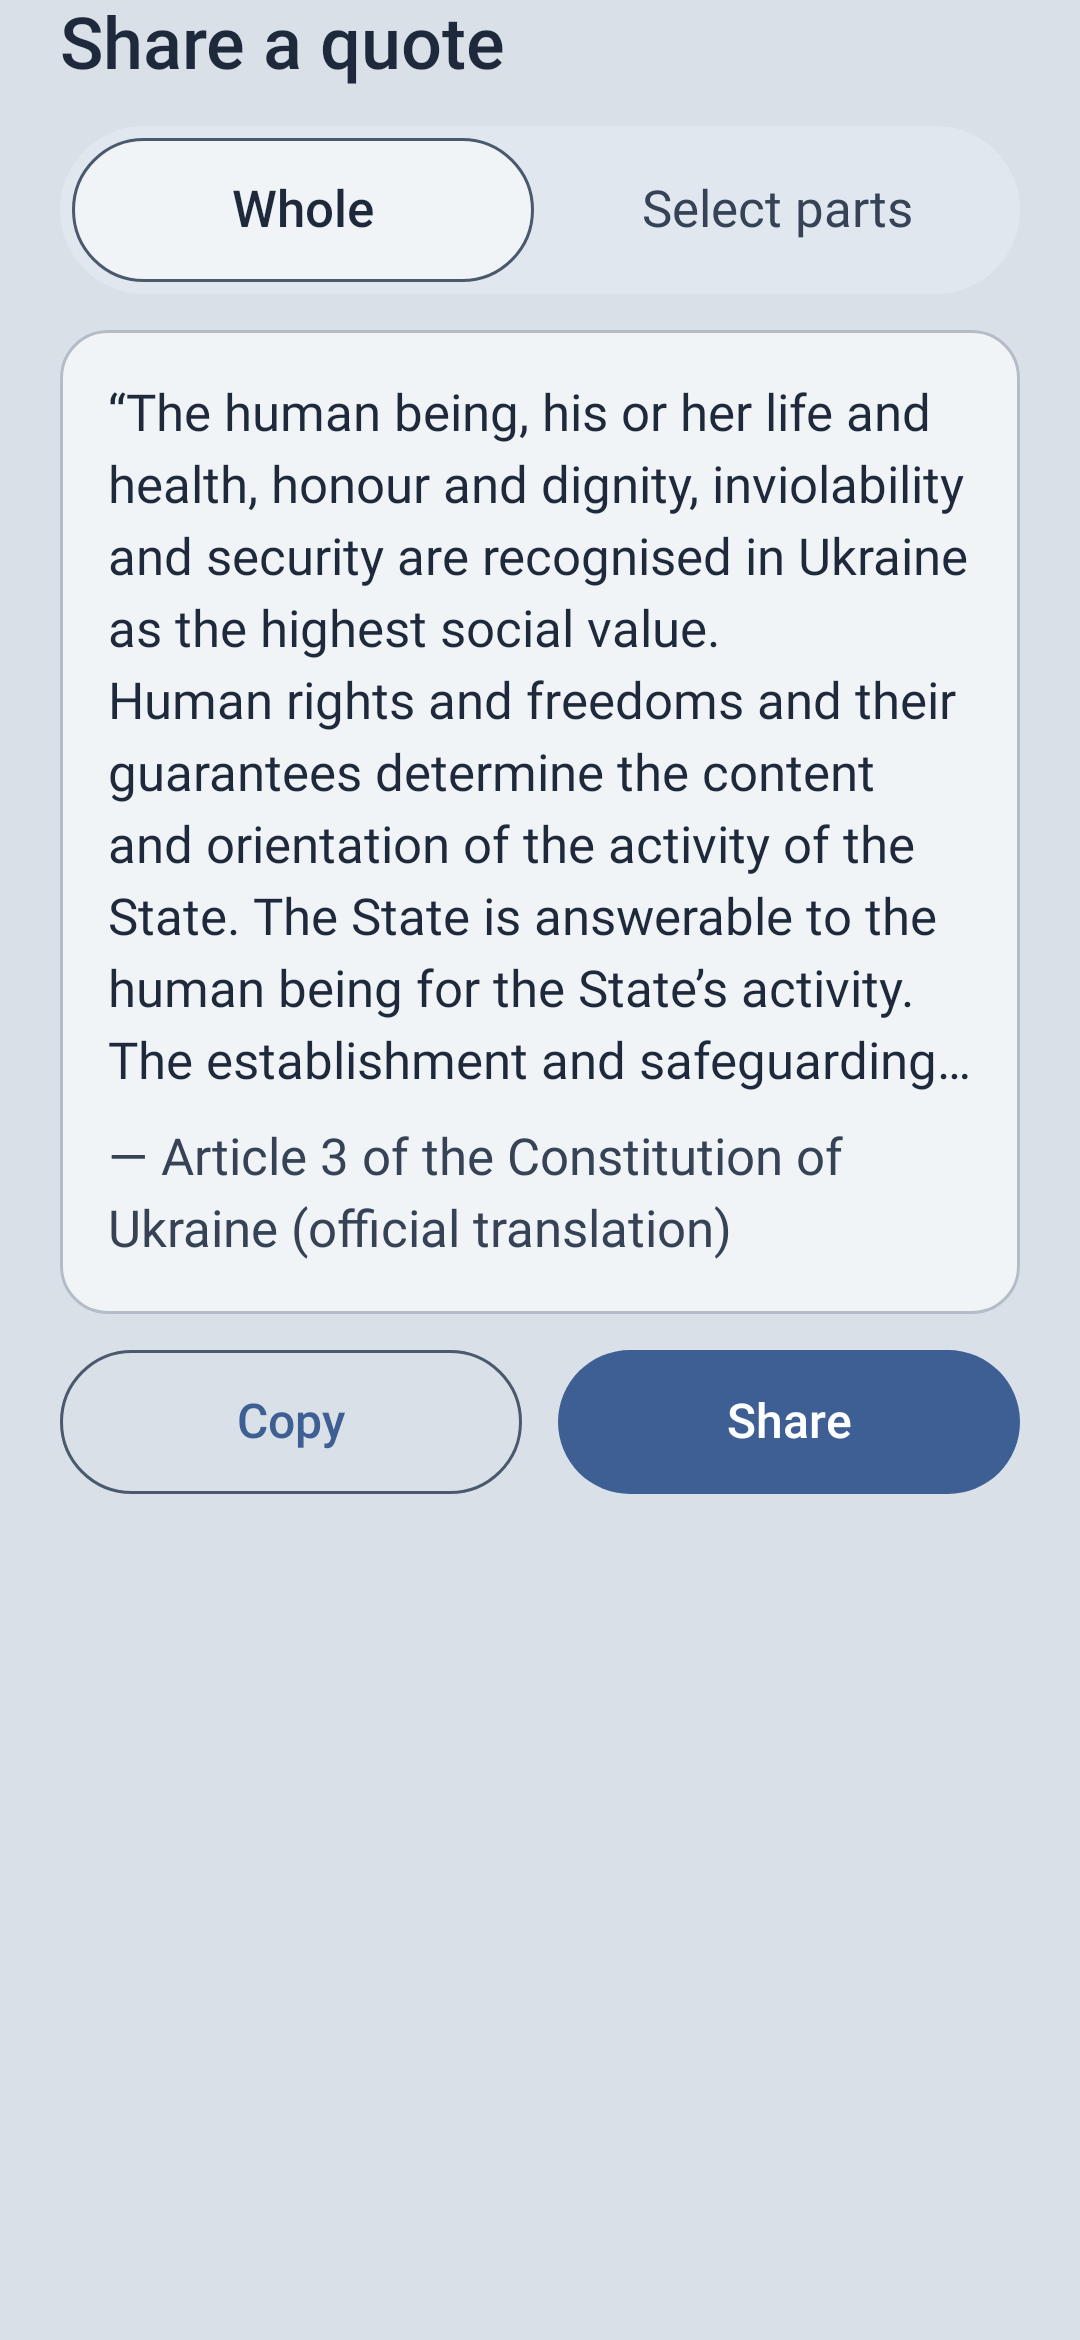 Share a quote
Whole
Select parts
“The human being, his or her life and
health, honour and dignity, inviolability
and security are recognised in Ukraine
as the highest social value.
Human rights and freedoms and their
guarantees determine the content
and orientation of the activity of the
State. The State is answerable to the
human being for the State’s activity.
The establishment and safeguarding…
— Article 3 of the Constitution of
Ukraine (official translation)
Copy
Share